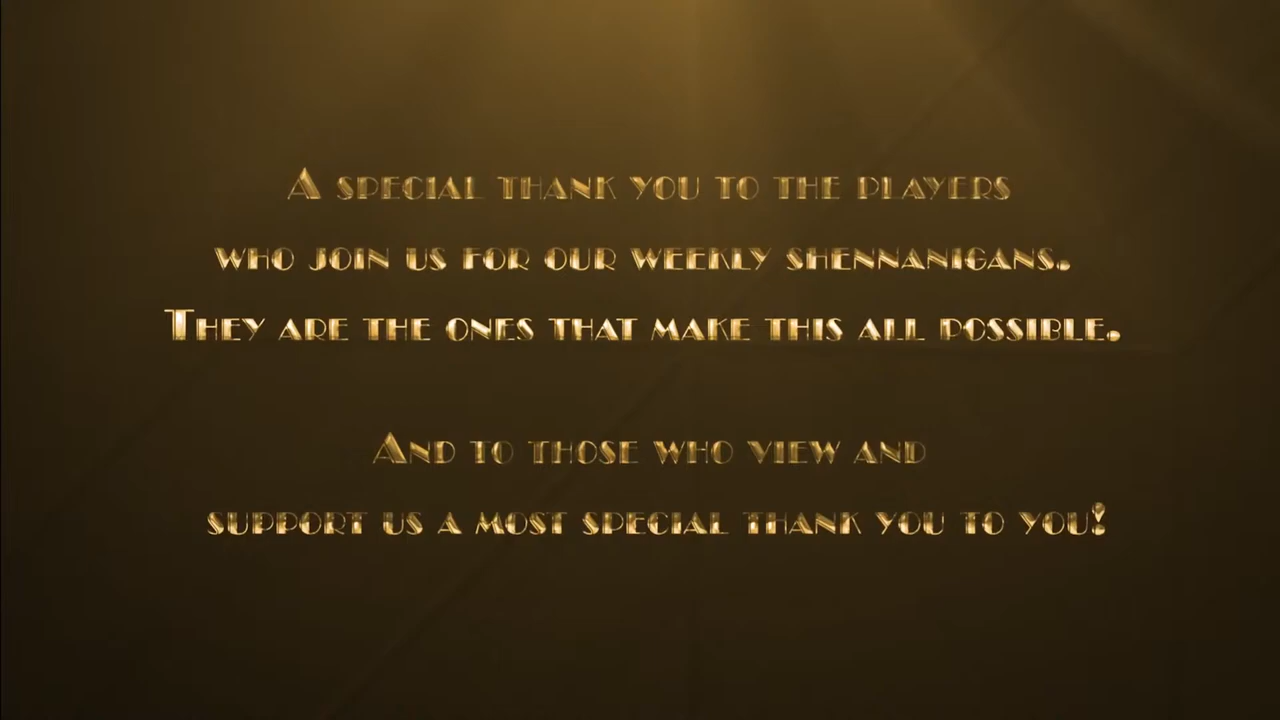 A special thank you to the players
who join us for our weekly shennanigans.
They are the ones that make this all possible.
And to those who view and
support us a most special thank you to you!